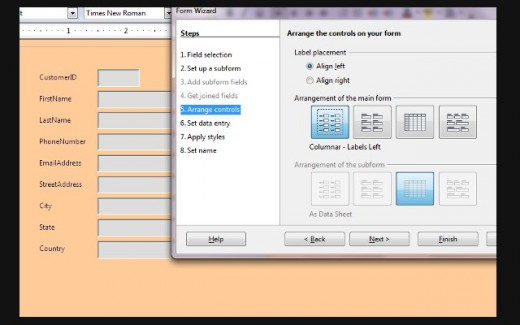 Times New Roman
1
2
CustomerID
FirstName
LastName
PhoneNumber
EmailAddress
StreetAddress
City
State
Country
Form Wizard
Steps
1. Field selection
2. Set up a subform
3. Add subform fields
4. Get joined fields
5. Arrange controls
6. Set data entry
7. Apply styles
8. Set name
Arrange the controls on your form
Label placement
Align left
Align right
Arrangement of the main form
Columnar - Labels Left
Arrangement of the subform
As Data Sheet
Help
< Back
Next >
Finish